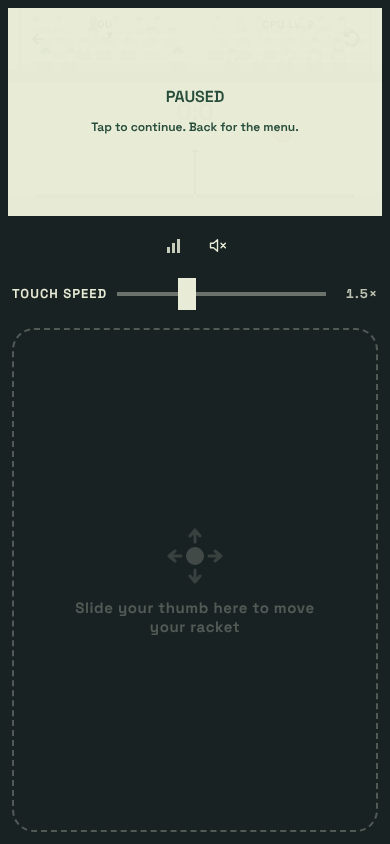 PAUSED
Tap to continue. Back for the menu.
TOUCH SPEED
1.5×
Slide your thumb here to move
your racket